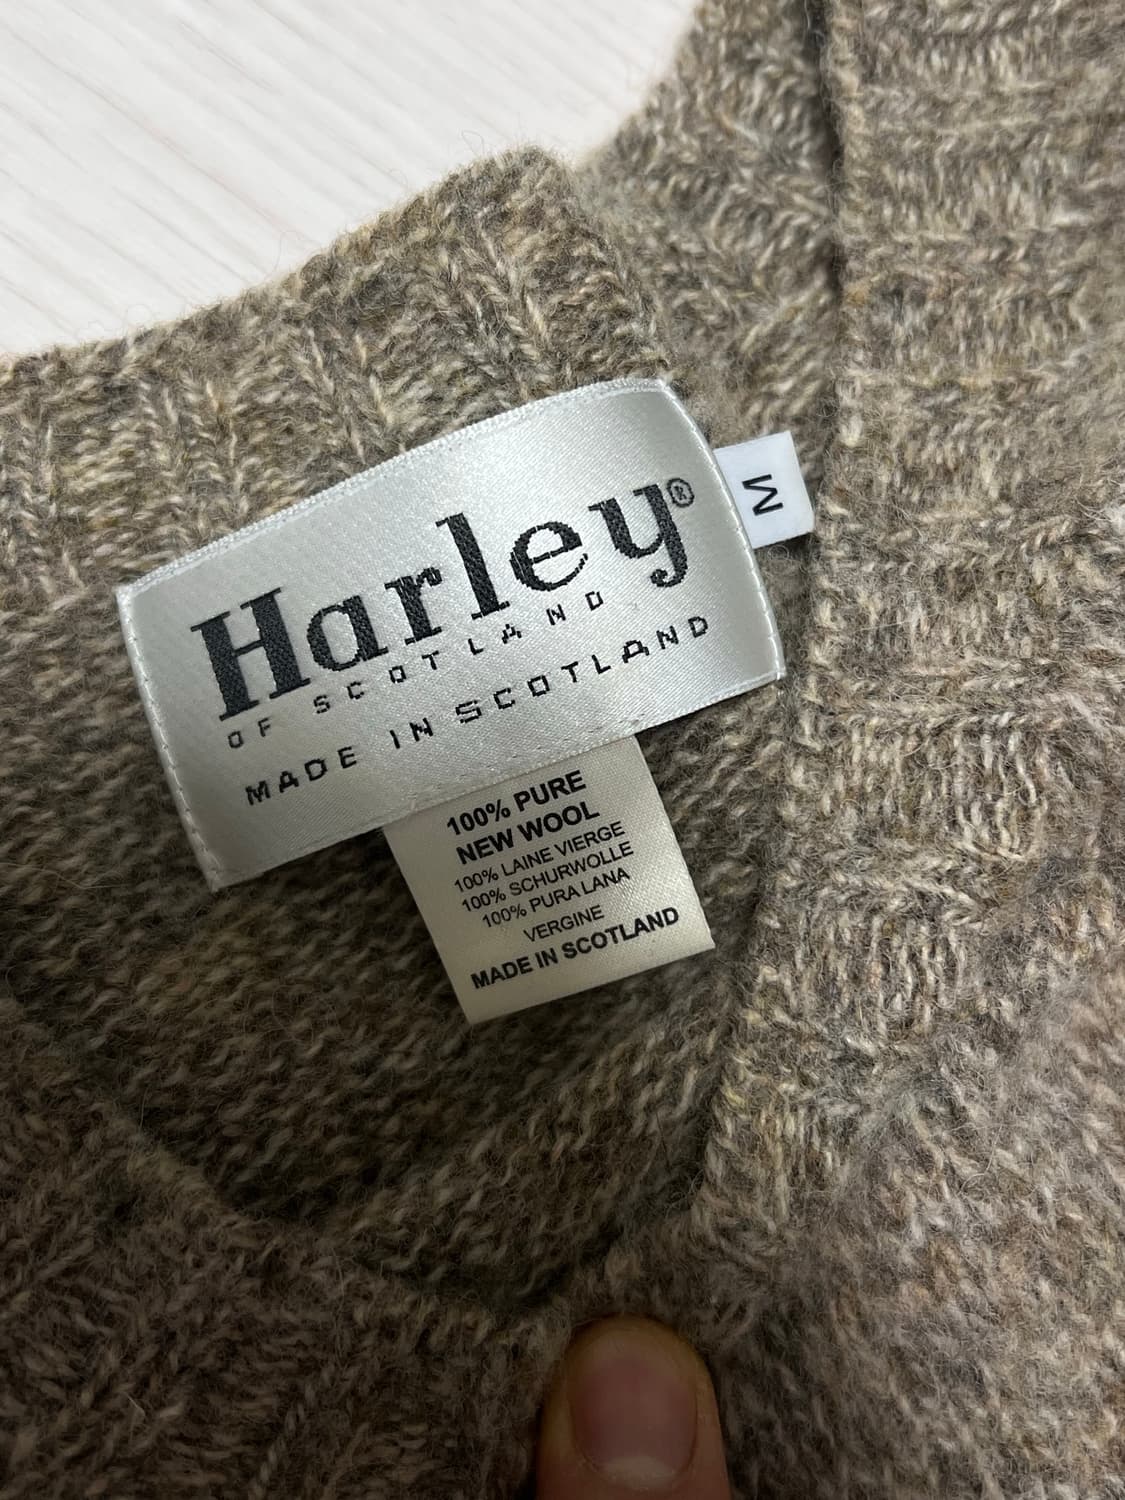 Harley®
OF SCOTLAND
MADE IN SCOTLAND
M
100% PURE
NEW WOOL
100% LAINE VIERGE
100% SCHURWOLLE
100% PURA LANA
VERGINE
MADE IN SCOTLAND